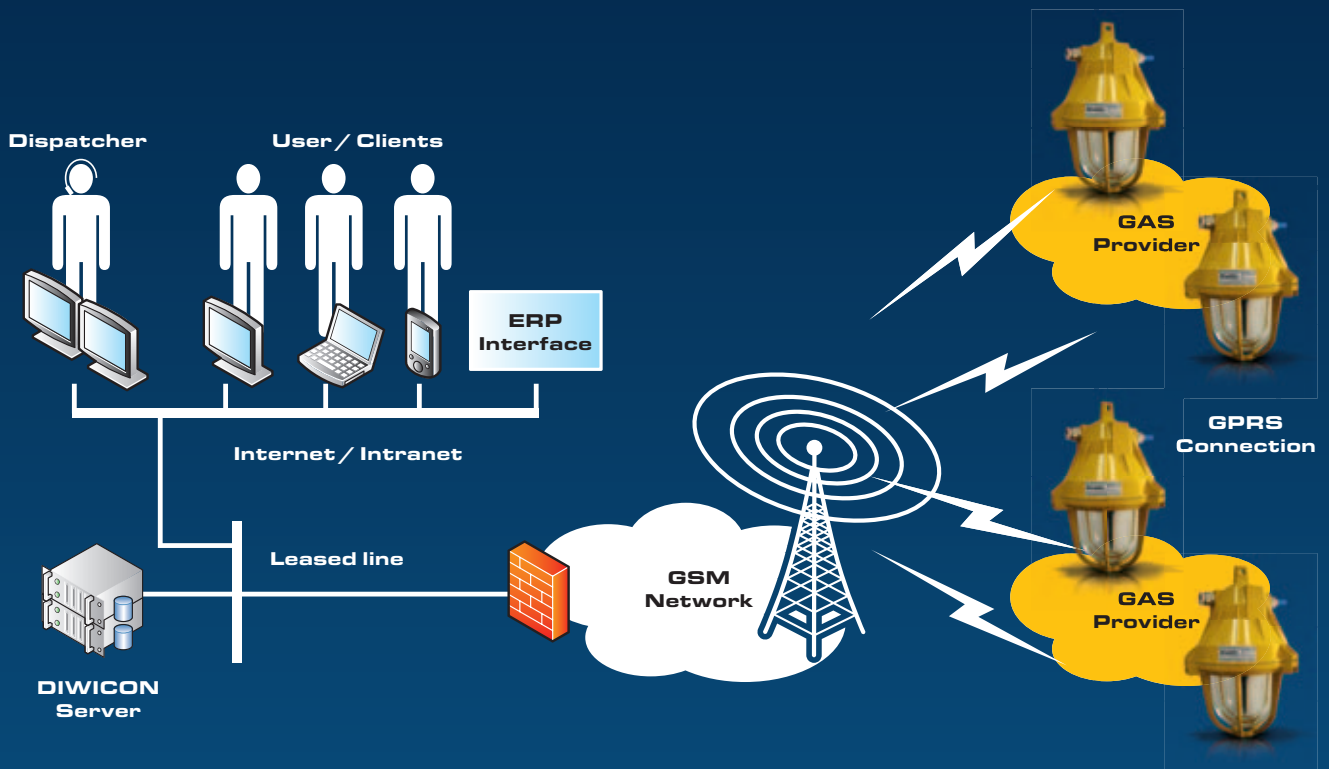 Dispatcher
User / Clients
ERP
Interface
Internet / Intranet
Leased line
DIWICON
Server
GSM
Network
GAS
Provider
GPRS
Connection
GAS
Provider